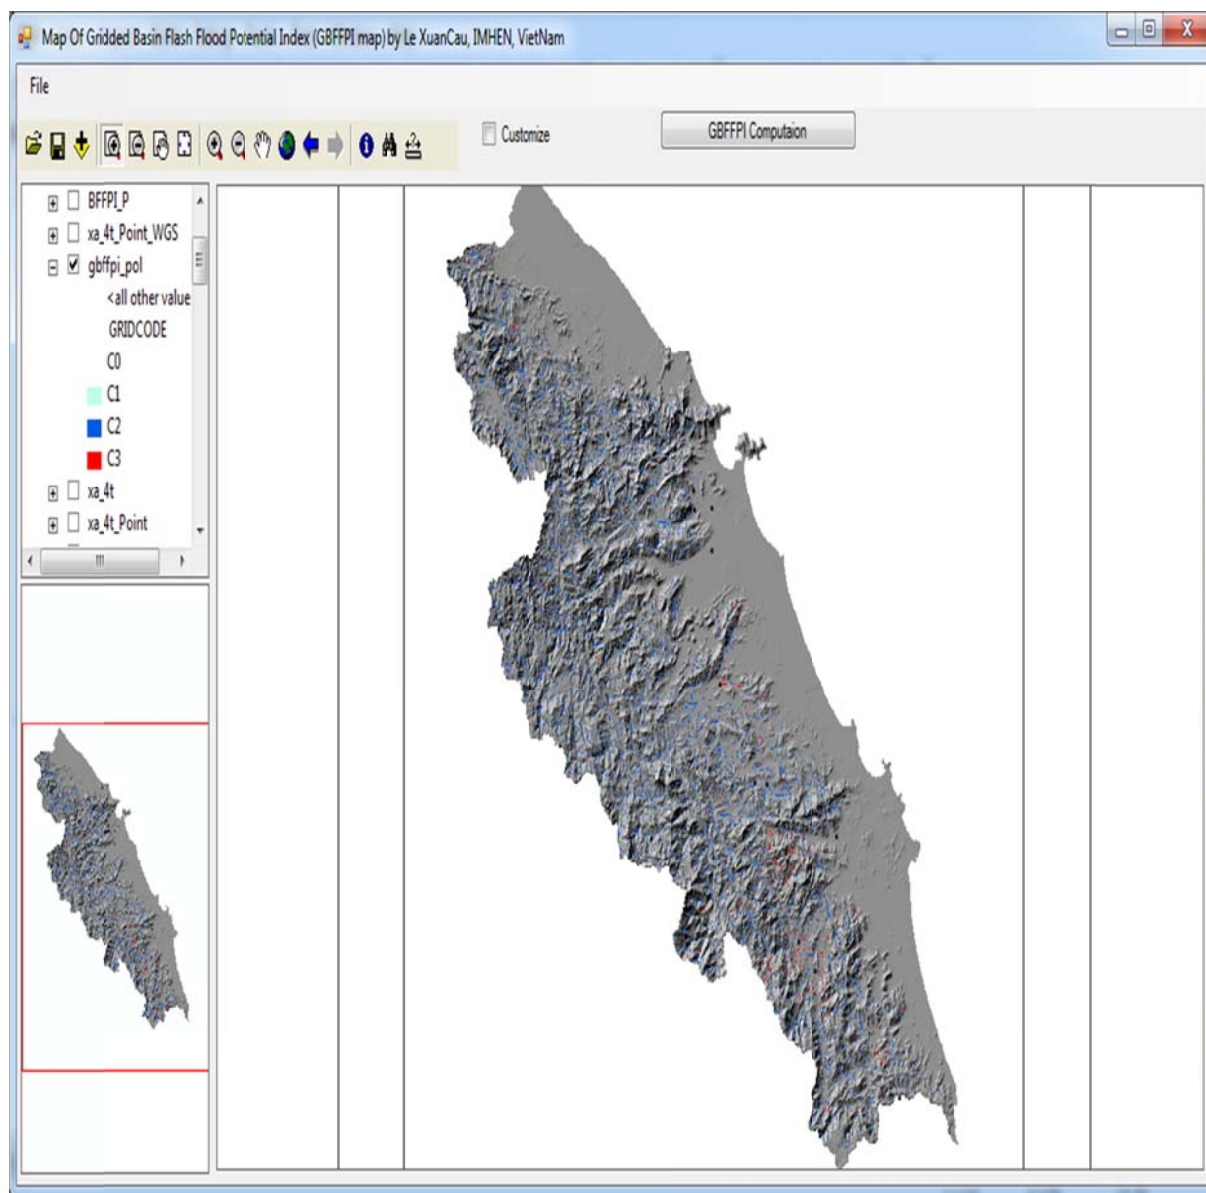 Map Of Gridded Basin Flash Flood Potential Index (GBFFPI map) by Le XuanCau, IMHEN, VietNam
File
Customize
GBFFPI Computaion
BFFPI_P
xa_4t_Point_WGS
gbffpi_pol
<all other value
GRIDCODE
C0
C1
C2
C3
xa_4t
xa_4t_Point